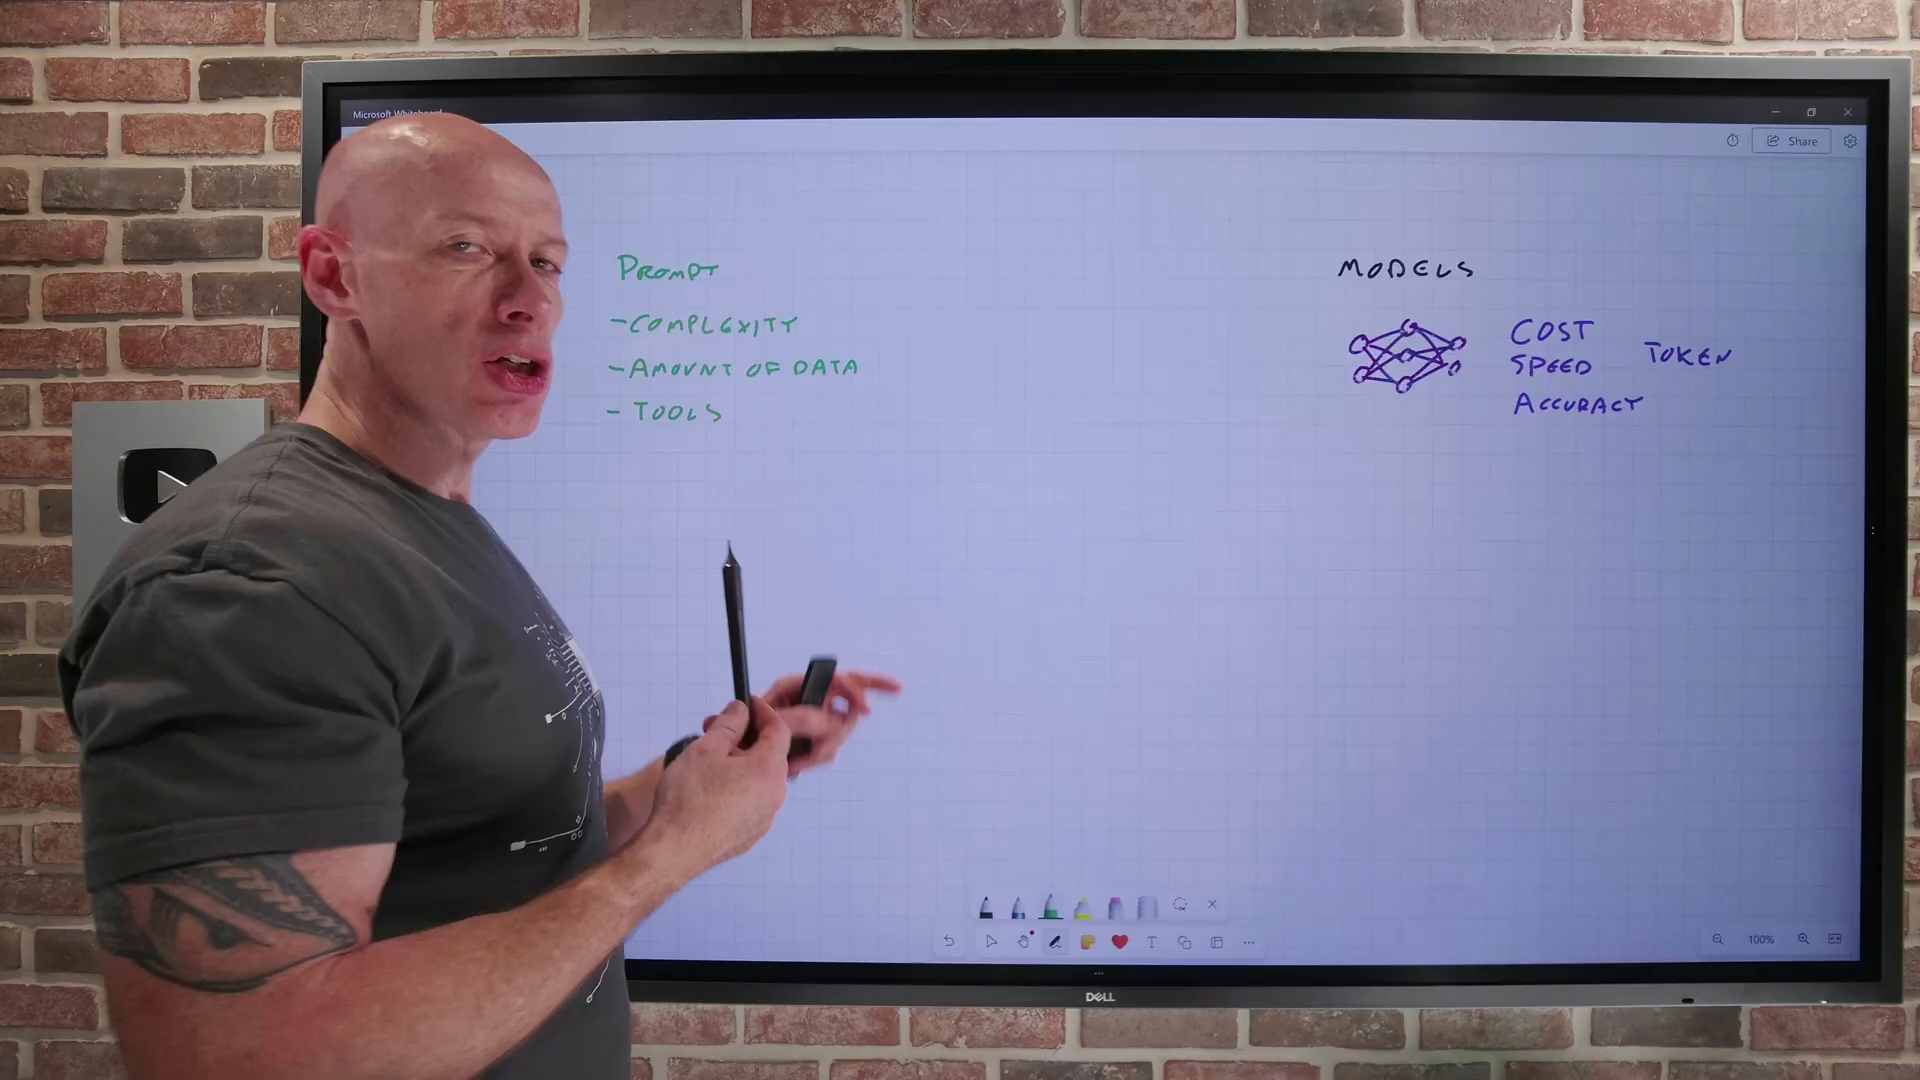 Microsoft Whiteboard
Share
PROMPT
- COMPLEXITY
- AMOUNT OF DATA
- TOOLS
MODELS
COST
SPEED
TOKEN
ACCURACY
100%
DELL